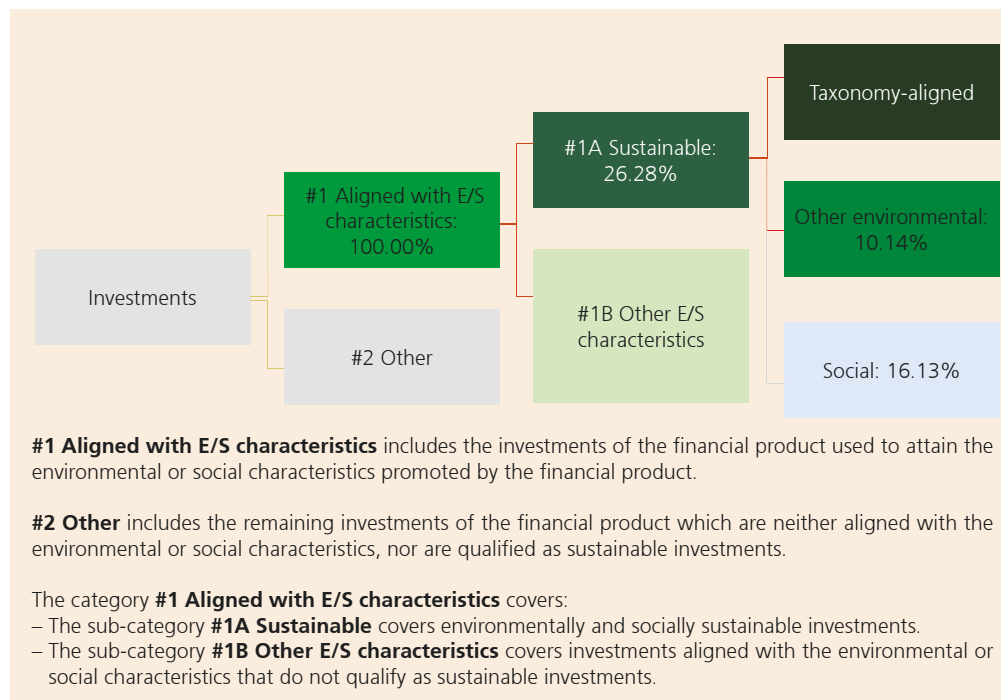 Taxonomy-aligned
#1A Sustainable:
26.28%
#1 Aligned with E/S
characteristics:
100.00%
Other environmental:
10.14%
Investments
#1B Other E/S
characteristics
#2 Other
Social: 16.13%
#1 Aligned with E/S characteristics includes the investments of the financial product used to attain the
environmental or social characteristics promoted by the financial product.
#2 Other includes the remaining investments of the financial product which are neither aligned with the
environmental or social characteristics, nor are qualified as sustainable investments.
The category #1 Aligned with E/S characteristics covers:
– The sub-category #1A Sustainable covers environmentally and socially sustainable investments.
– The sub-category #1B Other E/S characteristics covers investments aligned with the environmental or
social characteristics that do not qualify as sustainable investments.